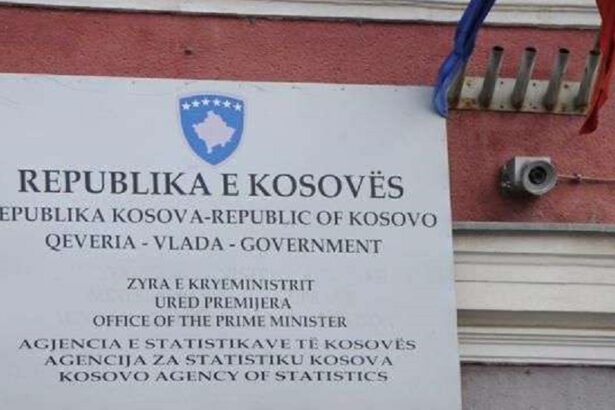 REPUBLIKA E KOSOVËS
EPUBLIKA KOSOVA-REPUBLIC OF KOSOVO
QEVERIA - VLADA - GOVERNMENT
ZYRA E KRYEMINISTRIT
URED PREMIJERA
OFFICE OF THE PRIME MINISTER
AGJENCIA E STATISTIKAVE TË KOSOVËS
AGENCIJA ZA STATISTIKU KOSOVA
KOSOVO AGENCY OF STATISTICS